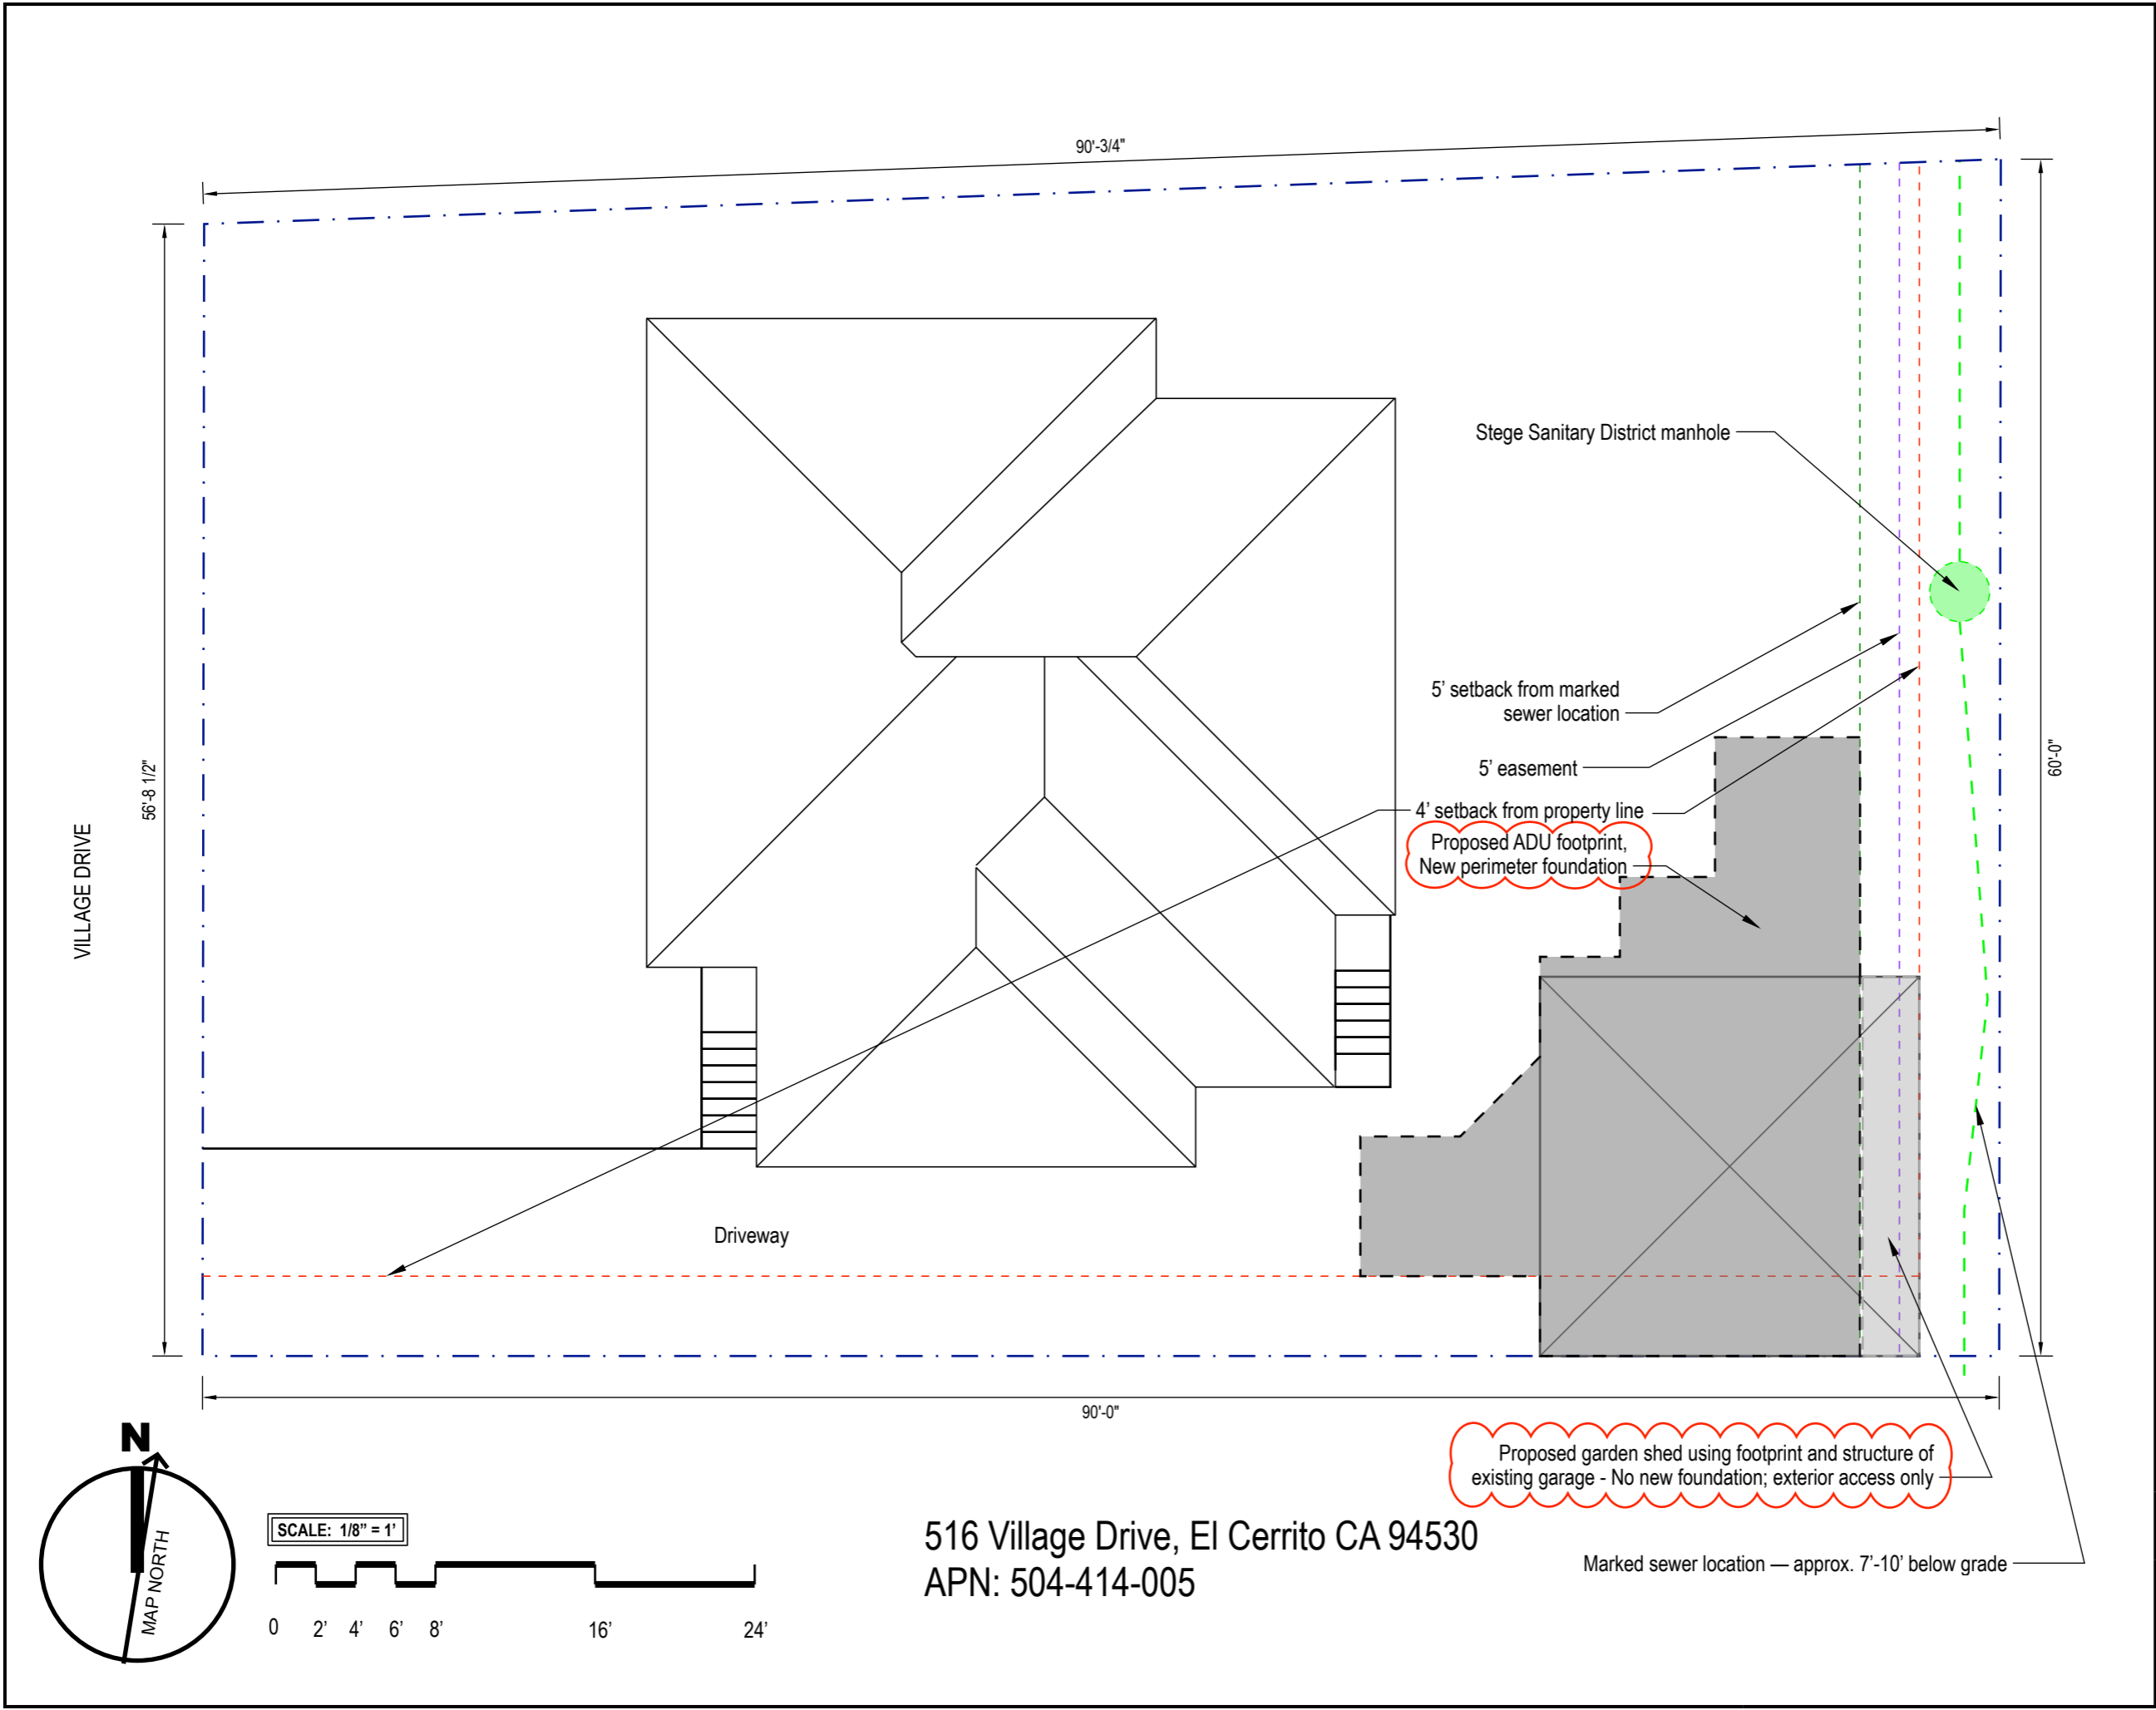 90'-3/4"
Stege Sanitary District manhole
5’ setback from marked
sewer location
5’ easement
4’ setback from property line
Proposed ADU footprint,
New perimeter foundation
56'-8 1/2"
60'-0"
VILLAGE DRIVE
Driveway
90'-0"
Proposed garden shed using footprint and structure of
existing garage - No new foundation; exterior access only
Marked sewer location — approx. 7’-10’ below grade
N
MAP NORTH
SCALE: 1/8” = 1’
0 2’ 4’ 6’ 8’ 16’ 24’
516 Village Drive, El Cerrito CA 94530
APN: 504-414-005